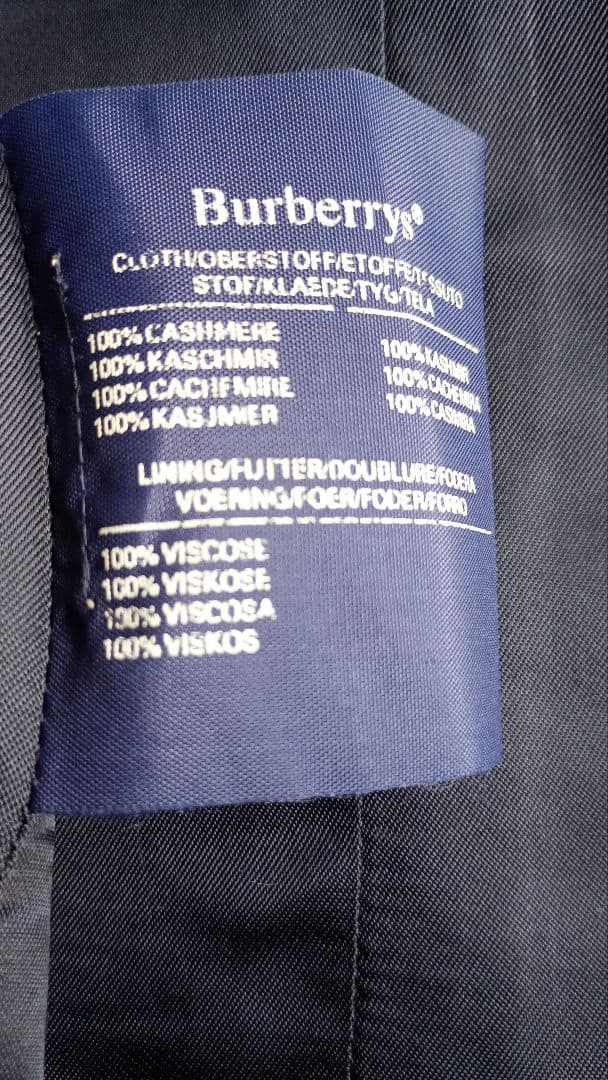 Burberrys®
CLOTH/OBERSTOFF/ETOFFE/TESSUTO
STOF/KLAEDE/TYG/TELA
100% CASHMERE
100% KASCHMIR
100% CACHEMIRE
100% KASJMIER
100% KASHMIR
100% CACHEMIRA
100% CASIMIRA
LINING/FUTTER/DOUBLURE/FODERA
VOERING/FOER/FODER/FORRO
100% VISCOSE
100% VISKOSE
100% VISCOSA
100% VISKOS